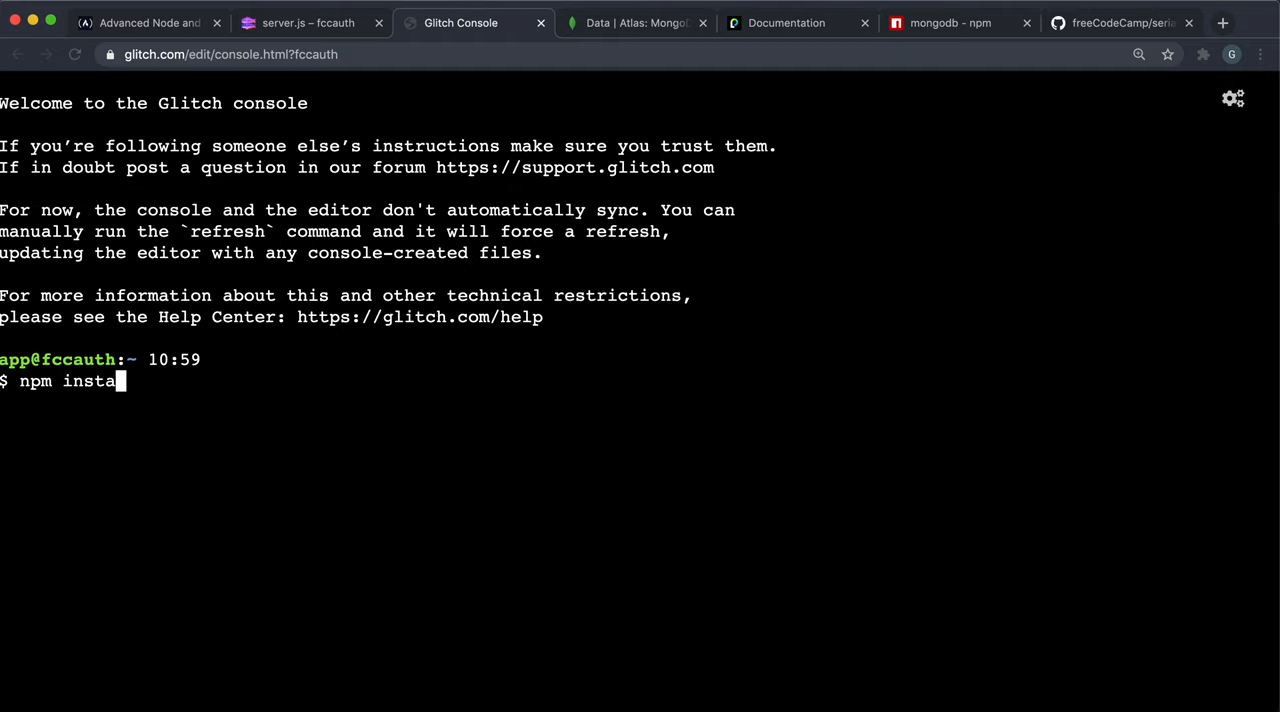 Advanced Node and
server.js – fccauth
Glitch Console
Data | Atlas: MongoD
Documentation
mongodb - npm
freeCodeCamp/seria
glitch.com/edit/console.html?fccauth
G
Welcome to the Glitch console
If you’re following someone else’s instructions make sure you trust them.
If in doubt post a question in our forum https://support.glitch.com
For now, the console and the editor don't automatically sync. You can
manually run the `refresh` command and it will force a refresh,
updating the editor with any console-created files.
For more information about this and other technical restrictions,
please see the Help Center: https://glitch.com/help
app@fccauth:~ 10:59
$ npm insta